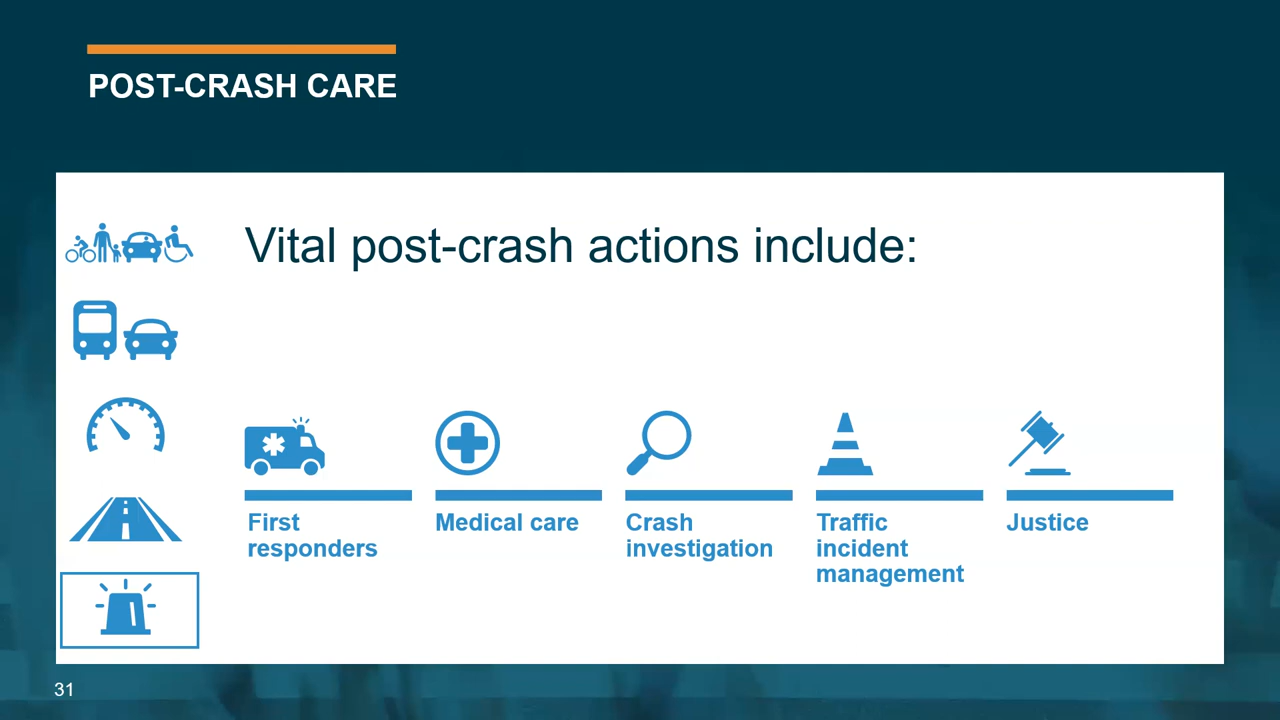 POST-CRASH CARE
Vital post-crash actions include:
First
responders
Medical care
Crash
investigation
Traffic
incident
management
Justice
31